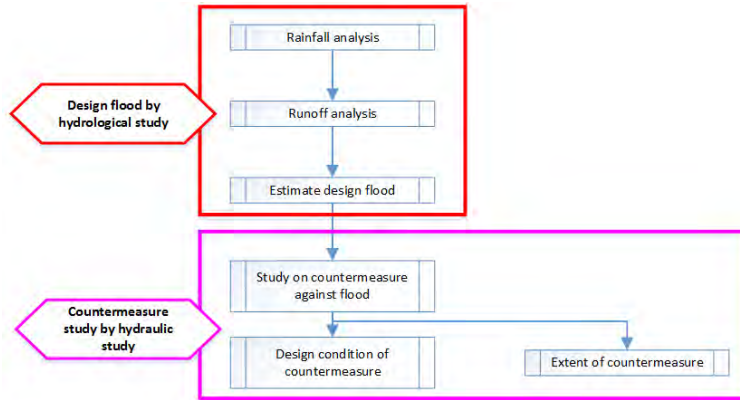 Rainfall analysis
Design flood by
hydrological study
Runoff analysis
Estimate design flood
Study on countermeasure
against flood
Countermeasure
study by hydraulic
study
Design condition of
countermeasure
Extent of countermeasure